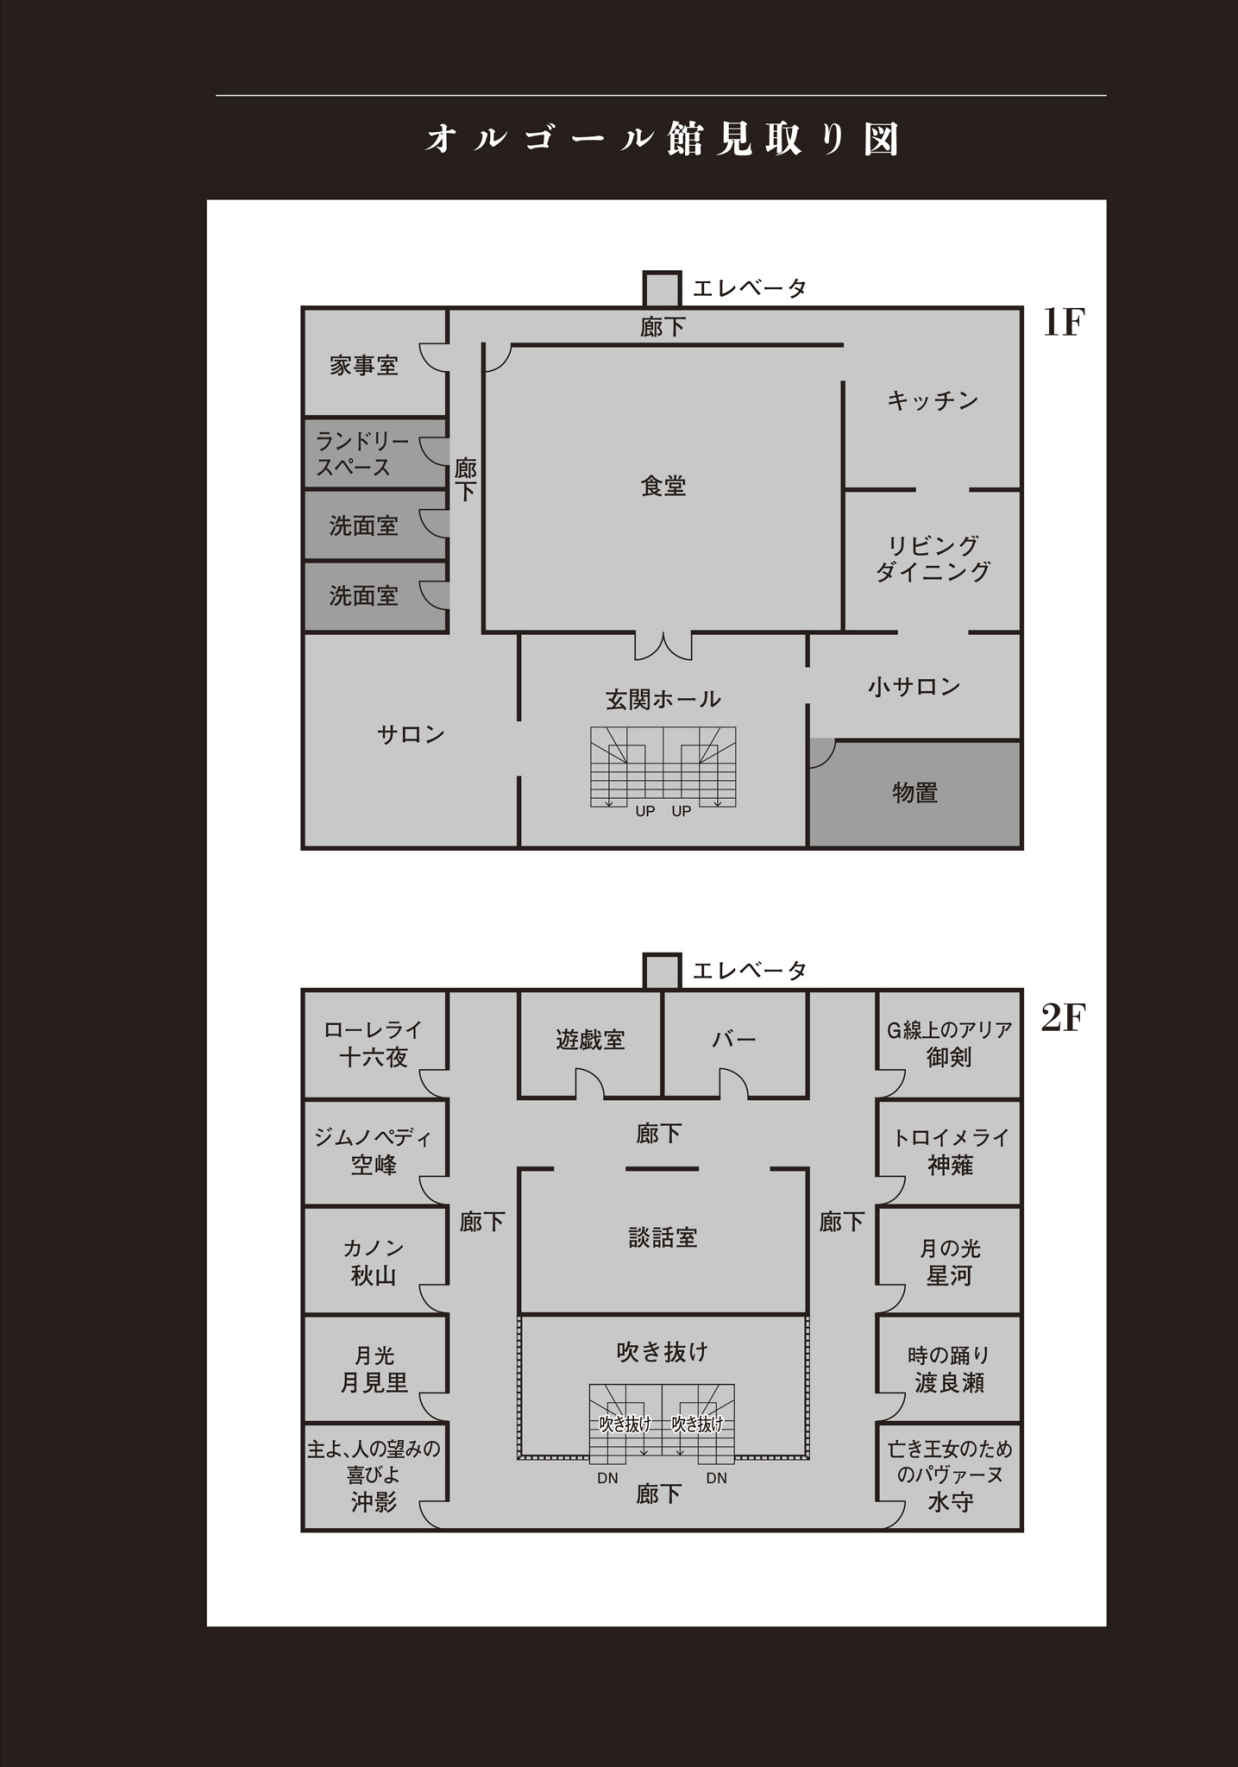 オルゴール館見取り図
エレベータ
1F
廊下
家事室
キッチン
ランドリー
スペース
廊下
食堂
洗面室
リビング
ダイニング
洗面室
小サロン
玄関ホール
サロン
物置
UP UP
エレベータ
2F
ローレライ
十六夜
遊戯室
バー
G線上のアリア
御剣
ジムノペディ
空峰
廊下
トロイメライ
神薙
廊下
談話室
廊下
カノン
秋山
月の光
星河
吹き抜け
月光
月見里
時の踊り
渡良瀬
吹き抜け 吹き抜け
主よ、人の望みの
喜びよ
沖影
DN DN
廊下
亡き王女のため
のパヴァーヌ
水守